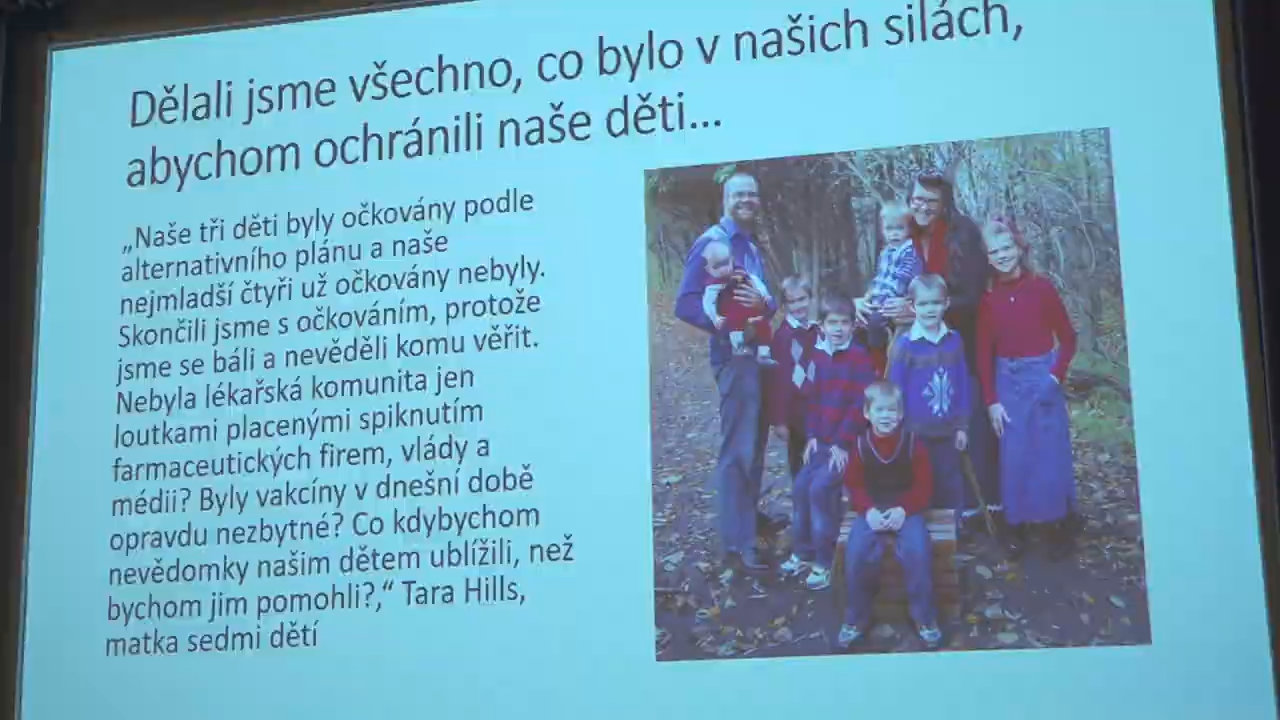 Dělali jsme všechno, co bylo v našich silách,
abychom ochránili naše děti...
„Naše tři děti byly očkovány podle
alternativního plánu a naše
nejmladší čtyři už očkovány nebyly.
Skončili jsme s očkováním, protože
jsme se báli a nevěděli komu věřit.
Nebyla lékařská komunita jen
loutkami placenými spiknutím
farmaceutických firem, vlády a
médii? Byly vakcíny v dnešní době
opravdu nezbytné? Co kdybychom
nevědomky našim dětem ublížili, než
bychom jim pomohli?,“ Tara Hills,
matka sedmi dětí